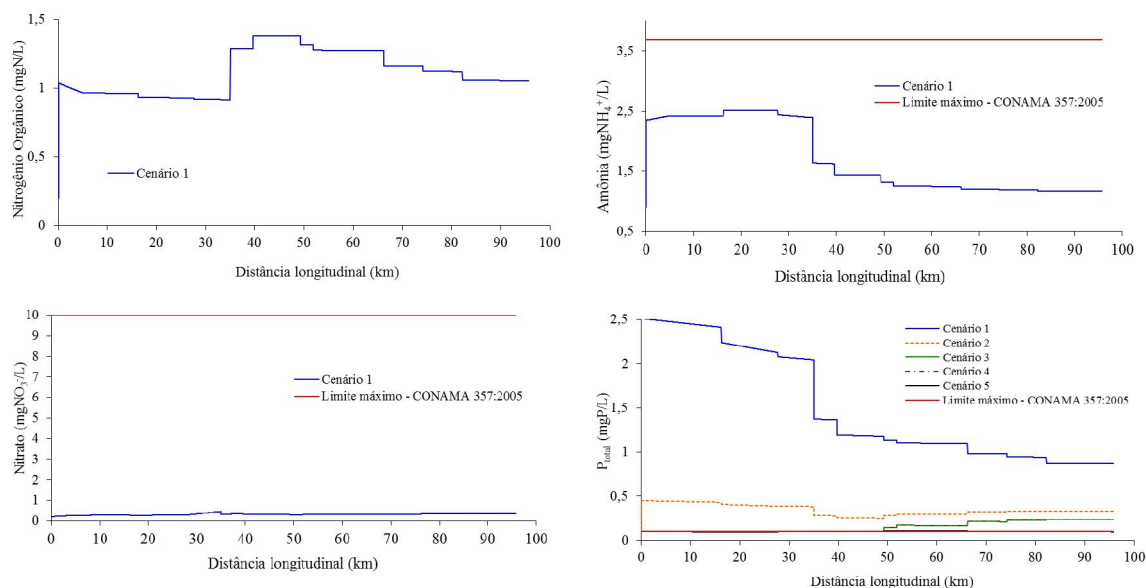 1,5
1
0,5
0
Nitrogênio Orgânico (mgN/L)
Cenário 1
0 10 20 30 40 50 60 70 80 90 100
Distância longitudinal (km)
3,5
2,5
1,5
0,5
Amônia (mgNH₄⁺/L)
Cenário 1
Limite máximo - CONAMA 357:2005
0 10 20 30 40 50 60 70 80 90 100
Distância longitudinal (km)
10
9
8
7
6
5
4
3
2
1
0
Nitrato (mgNO₃⁻/L)
Cenário 1
Limite máximo - CONAMA 357:2005
0 10 20 30 40 50 60 70 80 90 100
Distância longitudinal (km)
2,5
2
1,5
1
0,5
0
P total (mgP/L)
Cenário 1
Cenário 2
Cenário 3
Cenário 4
Cenário 5
Limite máximo - CONAMA 357:2005
0 10 20 30 40 50 60 70 80 90 100
Distância longitudinal (km)